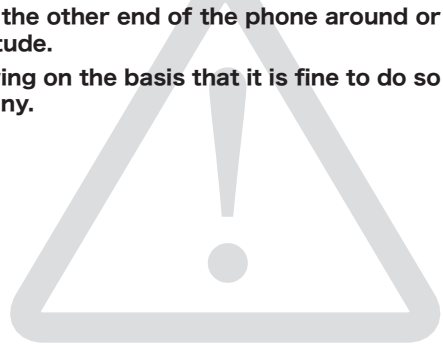 the other end of the phone around or
tude.
ing on the basis that it is fine to do so
ny.